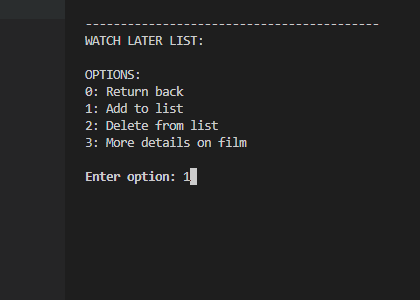 ------------------------------------------
WATCH LATER LIST:
OPTIONS:
0: Return back
1: Add to list
2: Delete from list
3: More details on film
Enter option: 1